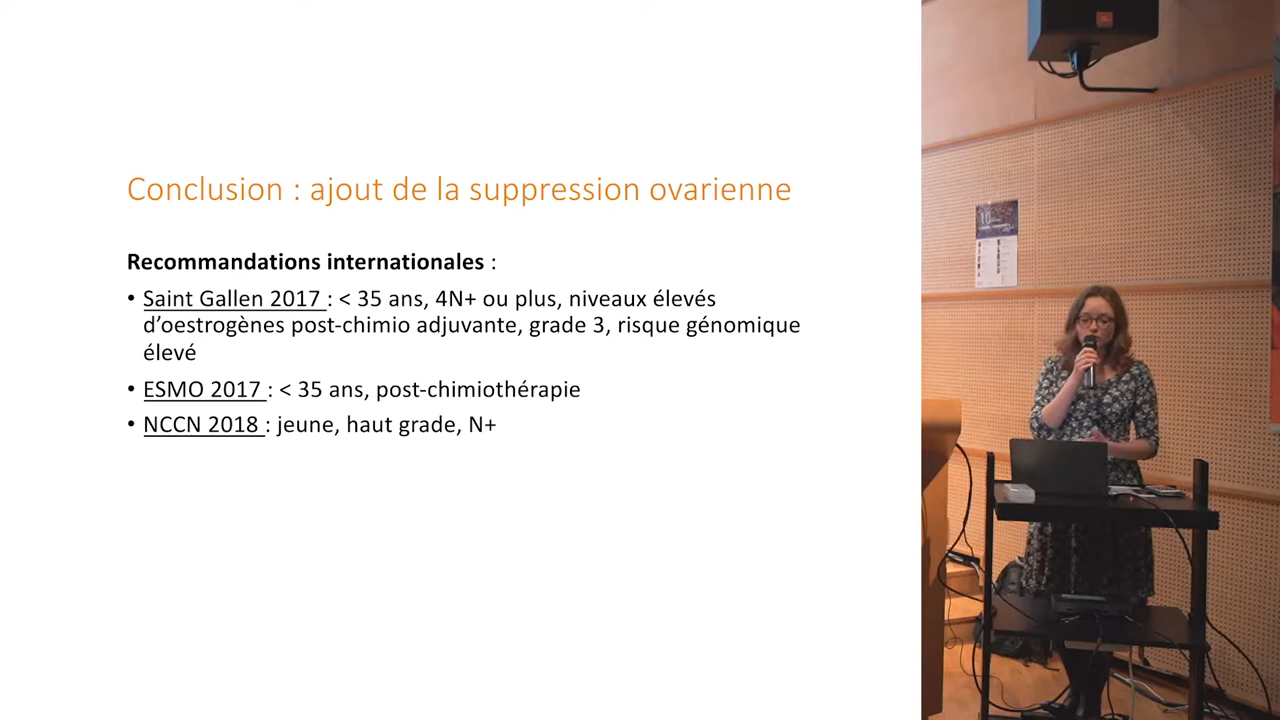 Conclusion : ajout de la suppression ovarienne
Recommandations internationales :
• Saint Gallen 2017 : < 35 ans, 4N+ ou plus, niveaux élevés
d’oestrogènes post-chimio adjuvante, grade 3, risque génomique
élevé
• ESMO 2017 : < 35 ans, post-chimiothérapie
• NCCN 2018 : jeune, haut grade, N+
JBL
10